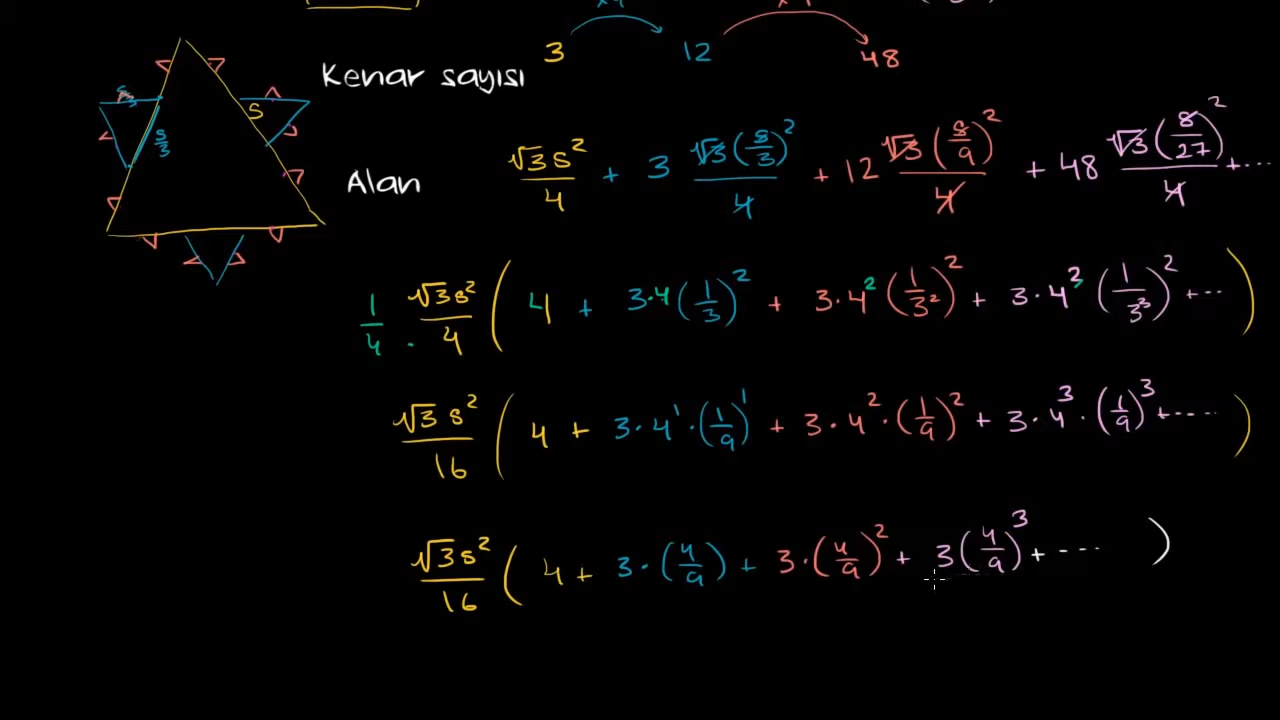 3 12 48
Kenar sayısı
S
s/3
Alan √3s²/4 + 3 √3(s/3)²/4 + 12 √3(s/9)²/4 + 48 √3(s/27)²/4 + ...
1/4 · √3s²/4 ( 4 + 3·4(1/3)² + 3·4²(1/3²)² + 3·4³(1/3³)² + ... )
√3s²/16 ( 4 + 3·4¹·(1/9)¹ + 3·4²·(1/9)² + 3·4³·(1/9)³ + .... )
√3s²/16 ( 4 + 3·(4/9) + 3·(4/9)² + 3(4/9)³ + .... )